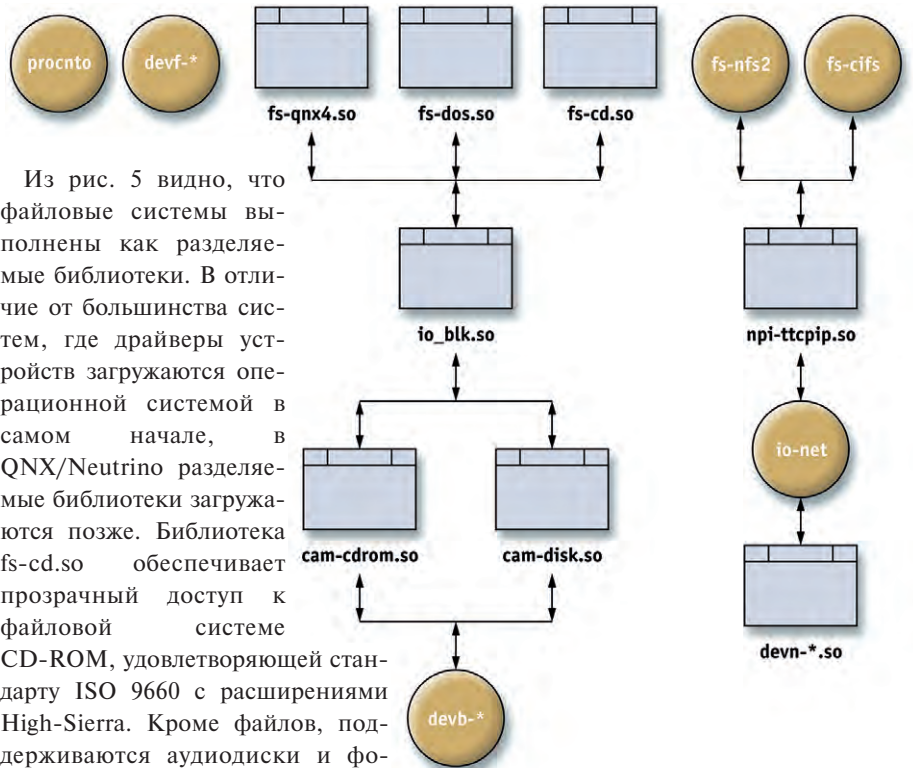 procnto
devf-*
fs-qnx4.so
fs-dos.so
fs-cd.so
fs-nfs2
fs-cifs
Из рис. 5 видно, что
файловые системы вы-
полнены как разделяе-
мые библиотеки. В отли-
чие от большинства сис-
тем, где драйверы уст-
ройств загружаются опе-
рационной системой в
самом начале, в
QNX/Neutrino разделяе-
мые библиотеки загружа-
ются позже. Библиотека
fs-cd.so обеспечивает
прозрачный доступ к
файловой системе
CD-ROM, удовлетворяющей стан-
дарту ISO 9660 с расширениями
High-Sierra. Кроме файлов, под-
держиваются аудиодиски и фо-
io_blk.so
cam-cdrom.so
cam-disk.so
devb-*
npi-ttcpip.so
io-net
devn-*.so